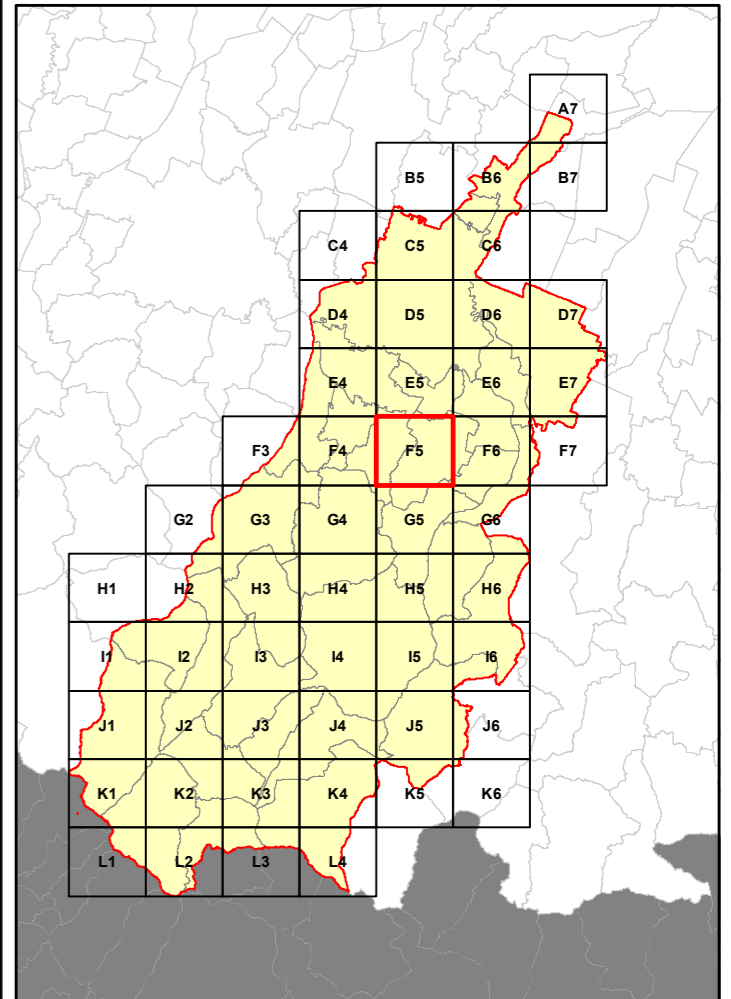 A7
B5 B6 B7
C4 C5 C6
D4 D5 D6 D7
E4 E5 E6 E7
F3 F4 F5 F6 F7
G2 G3 G4 G5 G6
H1 H2 H3 H4 H5 H6
I1 I2 I3 I4 I5 I6
J1 J2 J3 J4 J5 J6
K1 K2 K3 K4 K5 K6
L1 L2 L3 L4